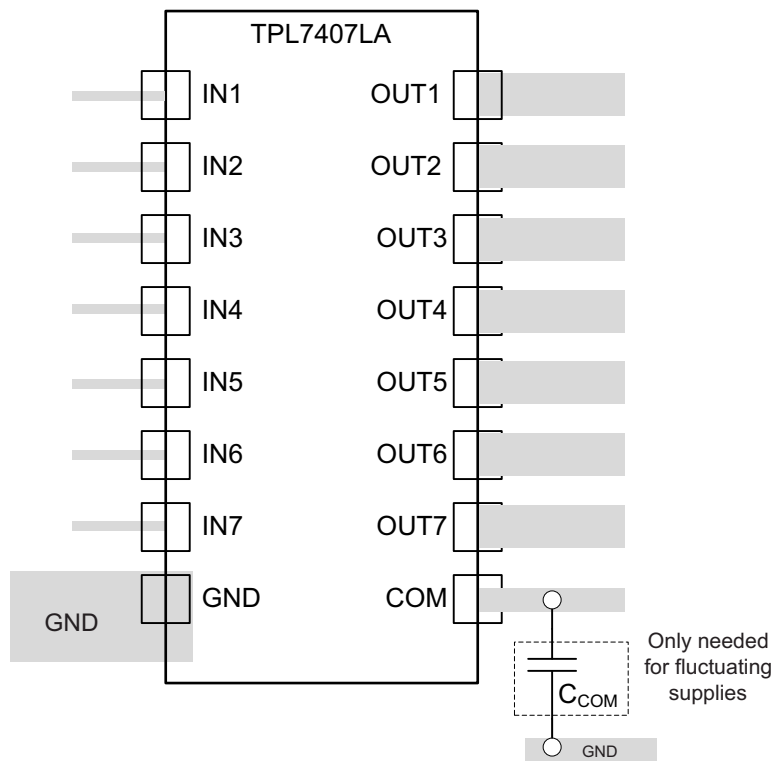 TPL7407LA
IN1 OUT1
IN2 OUT2
IN3 OUT3
IN4 OUT4
IN5 OUT5
IN6 OUT6
IN7 OUT7
GND GND COM
Only needed
for fluctuating
supplies
CCOM
GND